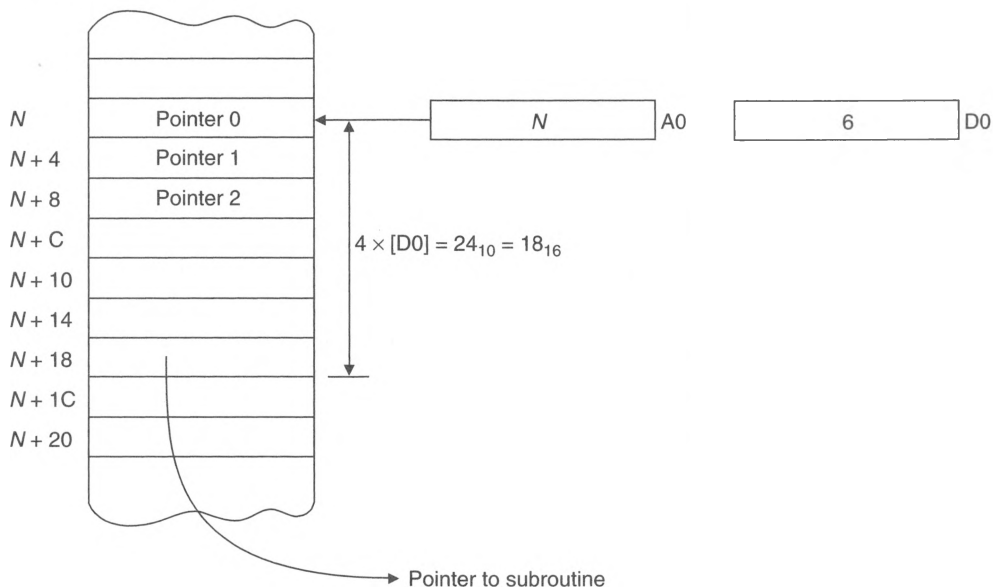 N Pointer 0 N A0 6 D0
N + 4 Pointer 1
N + 8 Pointer 2
N + C 4 × [D0] = 24₁₀ = 18₁₆
N + 10
N + 14
N + 18
N + 1C
N + 20
Pointer to subroutine